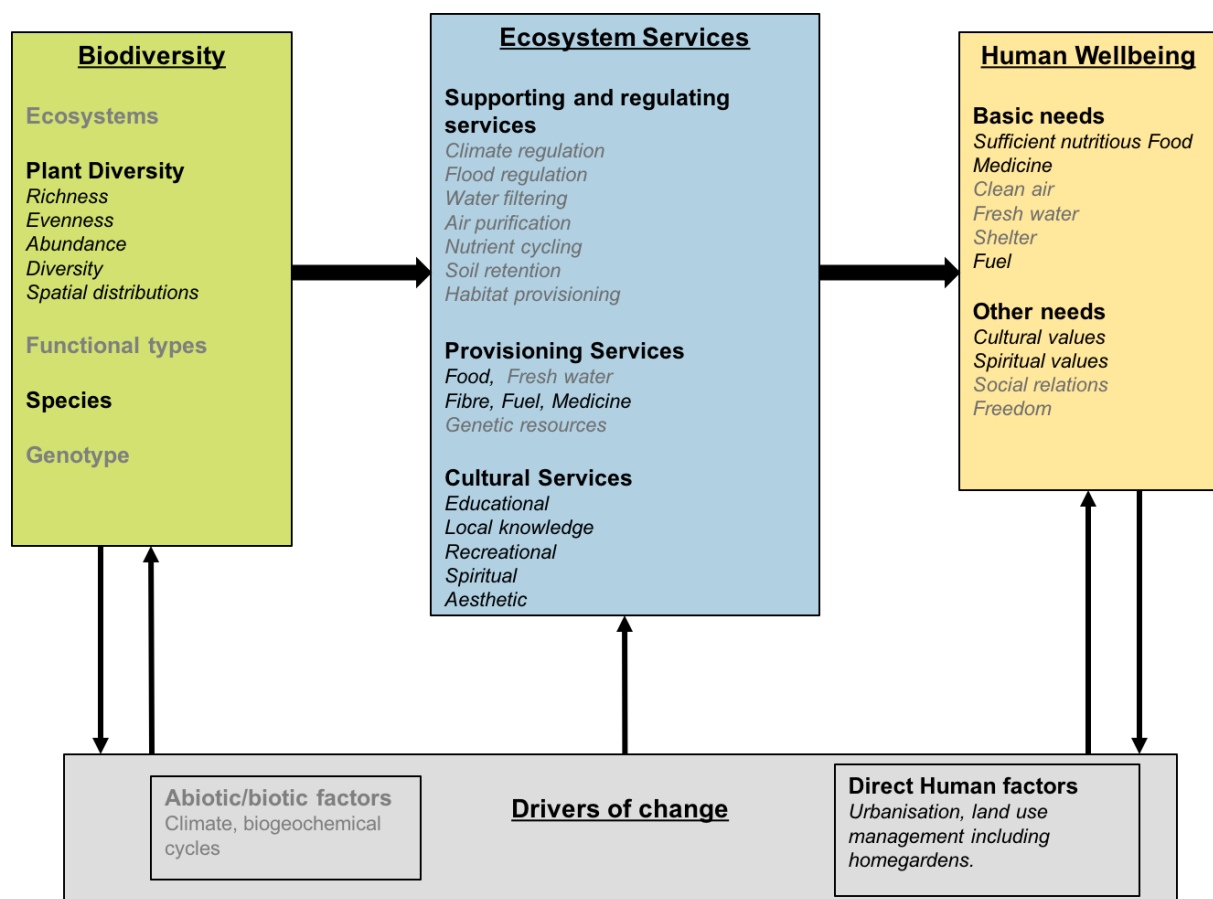 Biodiversity
Ecosystems
Plant Diversity
Richness
Evenness
Abundance
Diversity
Spatial distributions
Functional types
Species
Genotype
Ecosystem Services
Supporting and regulating
services
Climate regulation
Flood regulation
Water filtering
Air purification
Nutrient cycling
Soil retention
Habitat provisioning
Provisioning Services
Food, Fresh water
Fibre, Fuel, Medicine
Genetic resources
Cultural Services
Educational
Local knowledge
Recreational
Spiritual
Aesthetic
Human Wellbeing
Basic needs
Sufficient nutritious Food
Medicine
Clean air
Fresh water
Shelter
Fuel
Other needs
Cultural values
Spiritual values
Social relations
Freedom
Abiotic/biotic factors
Climate, biogeochemical
cycles
Drivers of change
Direct Human factors
Urbanisation, land use
management including
homegardens.